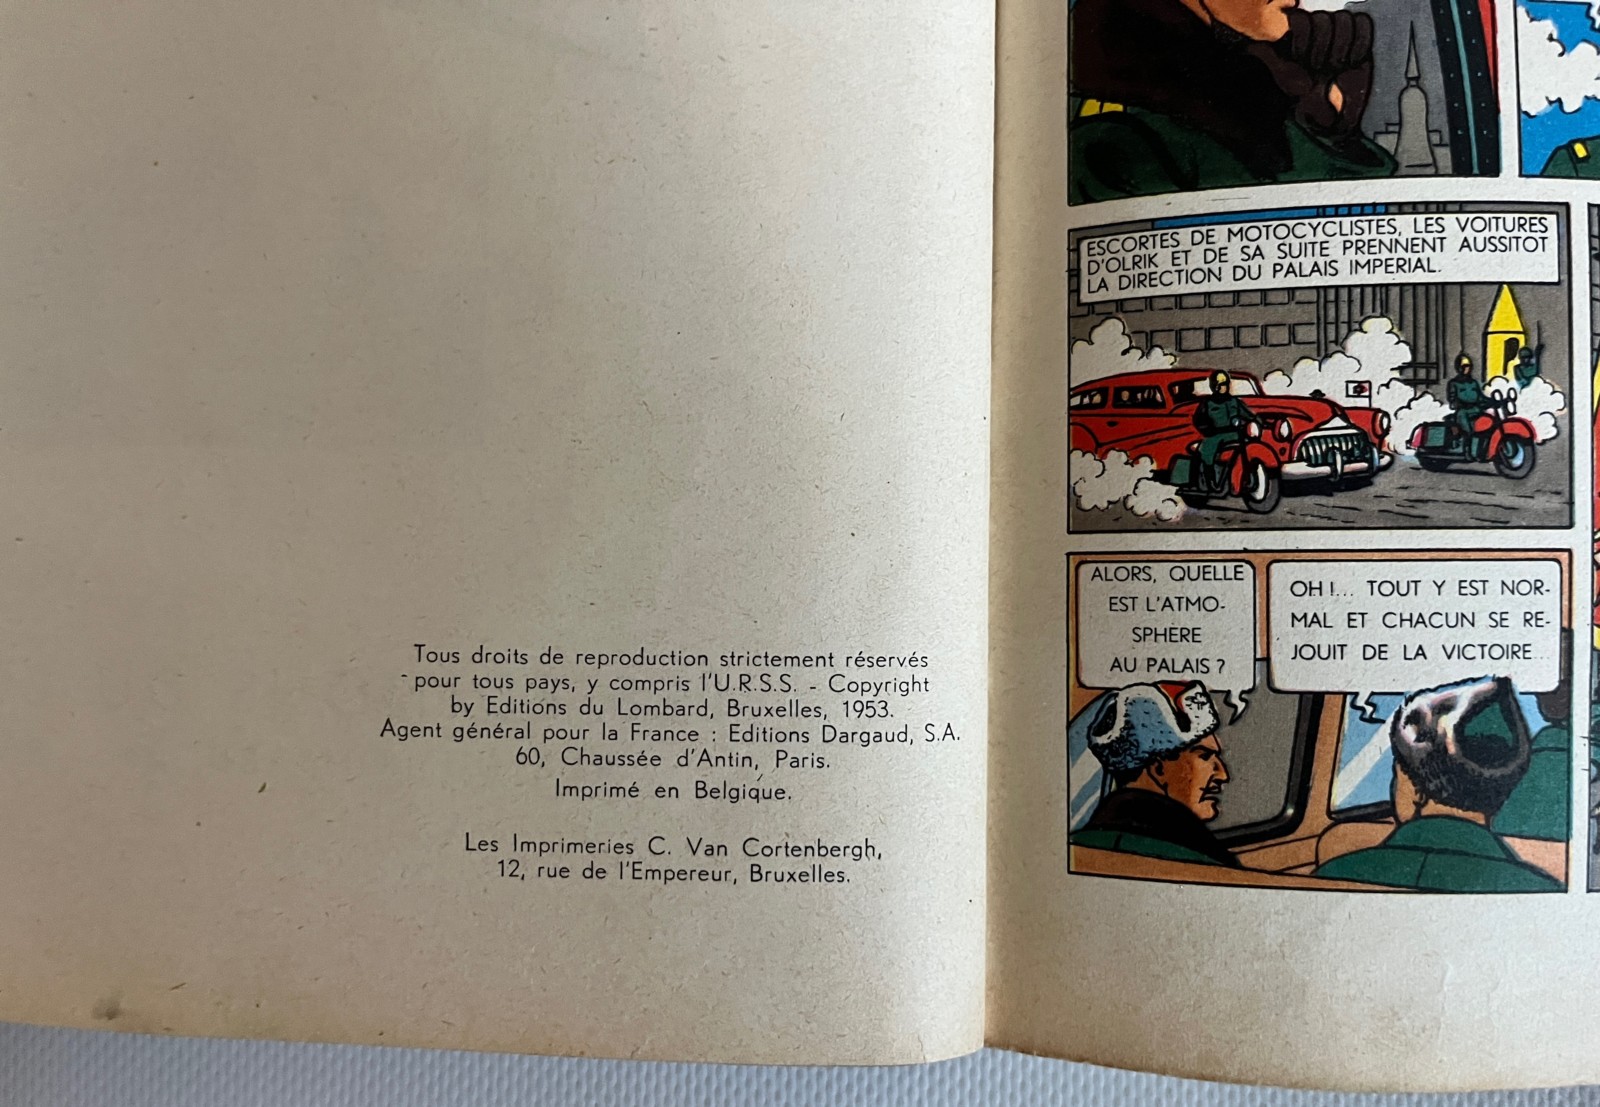 Tous droits de reproduction strictement réservés
pour tous pays, y compris l'U.R.S.S. - Copyright
by Editions du Lombard, Bruxelles, 1953.
Agent général pour la France : Editions Dargaud, S.A.
60, Chaussée d'Antin, Paris.
Imprimé en Belgique.
Les Imprimeries C. Van Cortenbergh,
12, rue de l'Empereur, Bruxelles.
ESCORTES DE MOTOCYCLISTES, LES VOITURES
D'OLRIK ET DE SA SUITE PRENNENT AUSSITOT
LA DIRECTION DU PALAIS IMPERIAL.
ALORS, QUELLE
EST L'ATMO-
SPHÈRE
AU PALAIS ?
OH !... TOUT Y EST NOR-
MAL ET CHACUN SE RE-
JOUIT DE LA VICTOIRE...